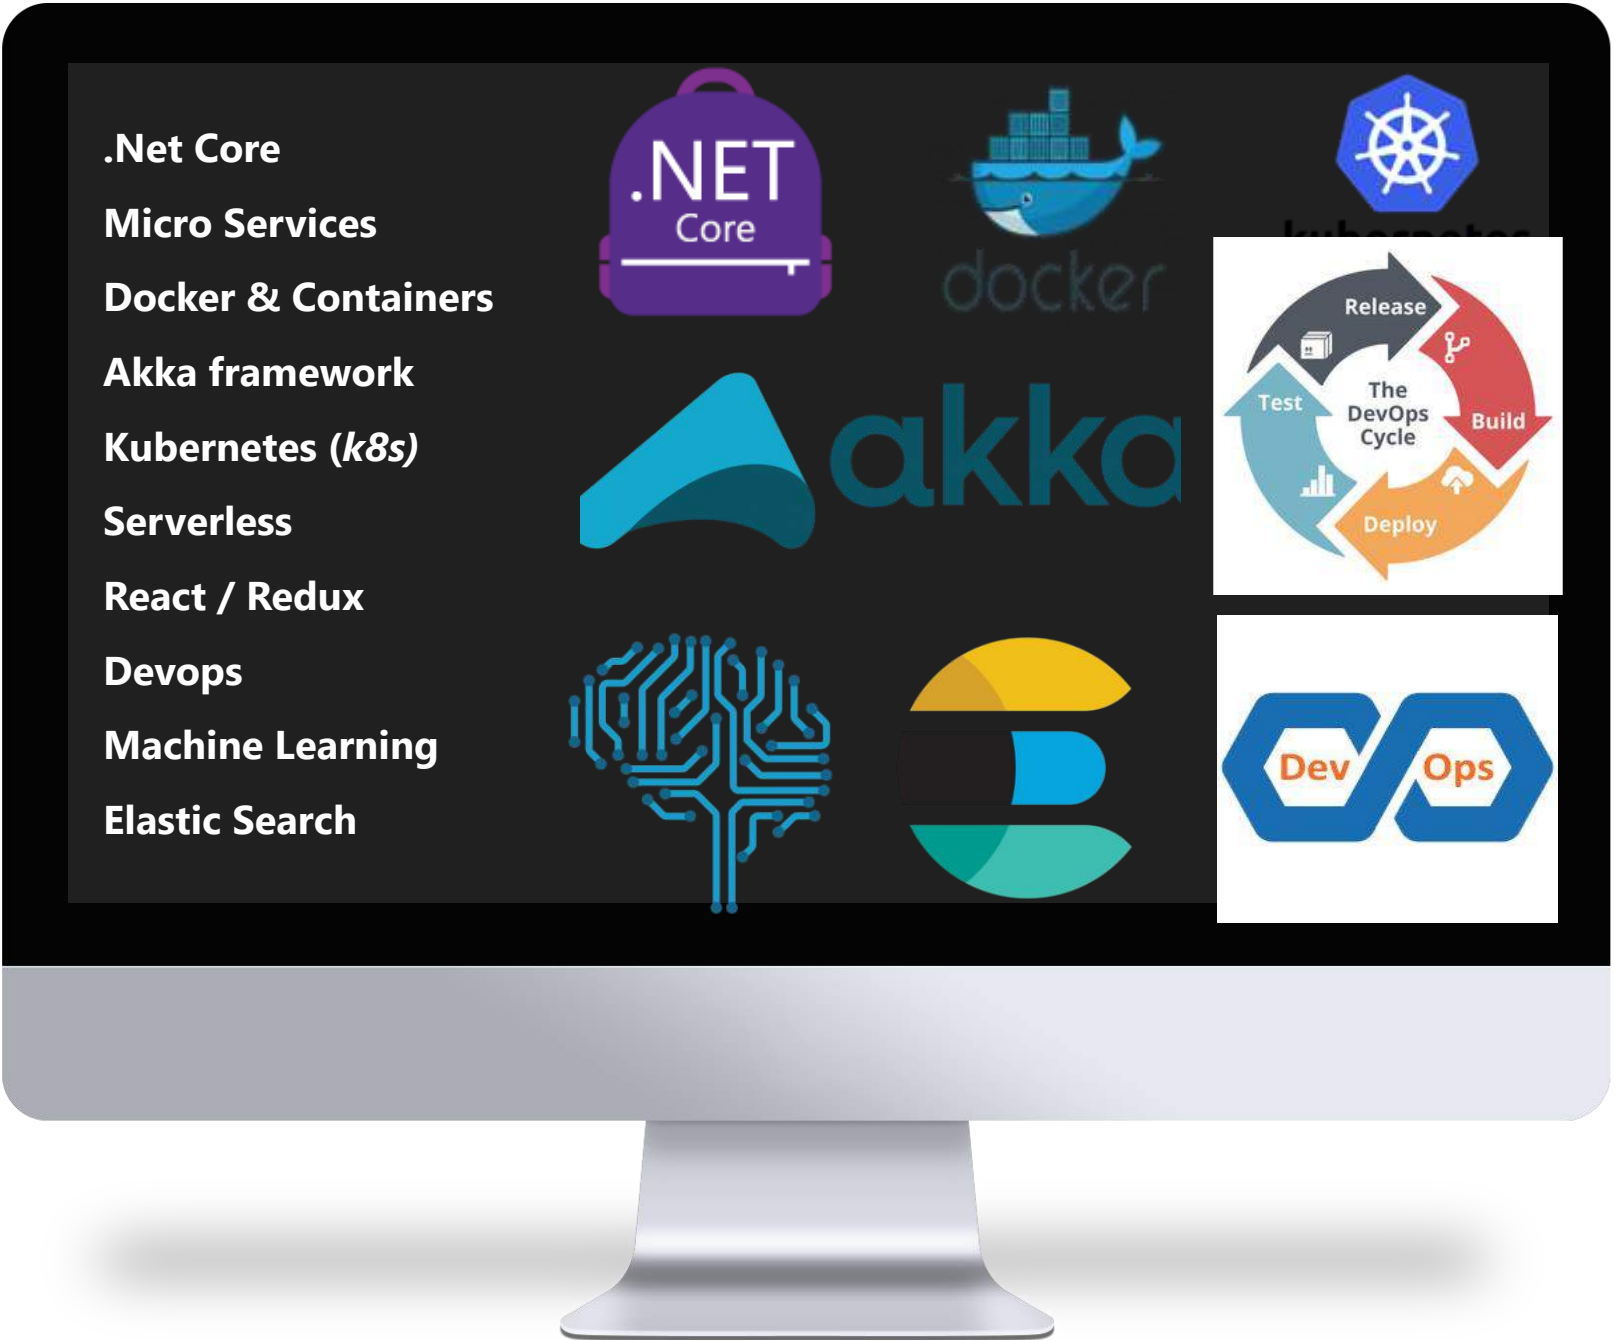 .Net Core
Micro Services
Docker & Containers
Akka framework
Kubernetes (k8s)
Serverless
React / Redux
Devops
Machine Learning
Elastic Search
.NET
Core
docker
kubernetes
akka
Release
Build
Deploy
Test
The
DevOps
Cycle
Dev
Ops